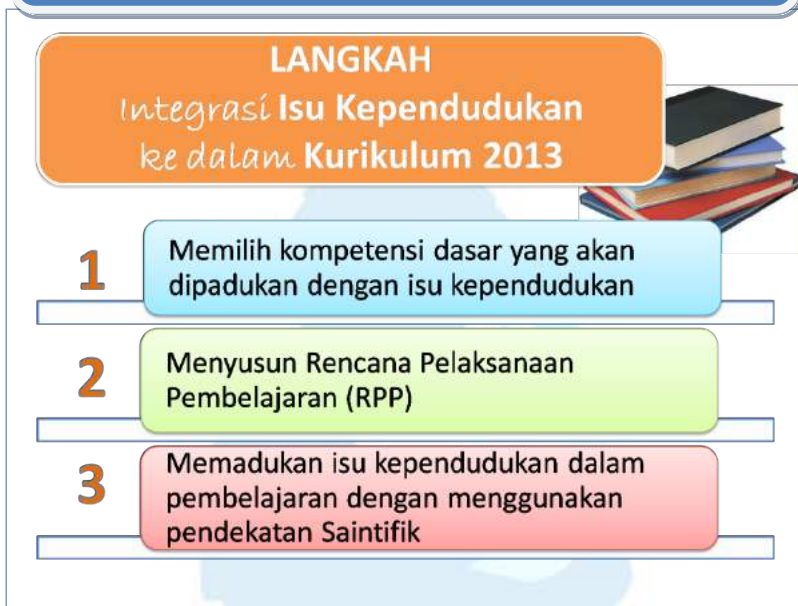 LANGKAH
Integrasi Isu Kependudukan
ke dalam Kurikulum 2013
1
Memilih kompetensi dasar yang akan
dipadukan dengan isu kependudukan
2
Menyusun Rencana Pelaksanaan
Pembelajaran (RPP)
3
Memadukan isu kependudukan dalam
pembelajaran dengan menggunakan
pendekatan Saintifik